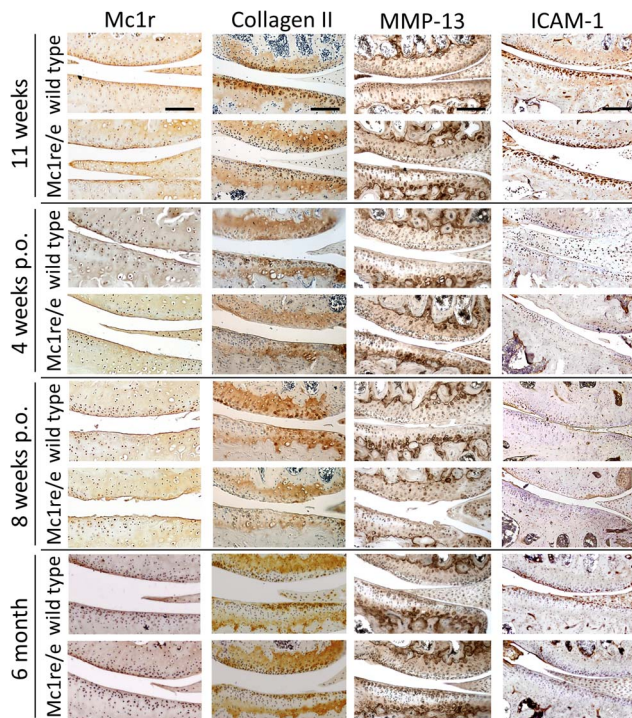 Mc1r Collagen II MMP-13 ICAM-1
11 weeks
wild type
Mc1re/e
4 weeks p.o.
wild type
Mc1re/e
8 weeks p.o.
wild type
Mc1re/e
6 month
wild type
Mc1re/e